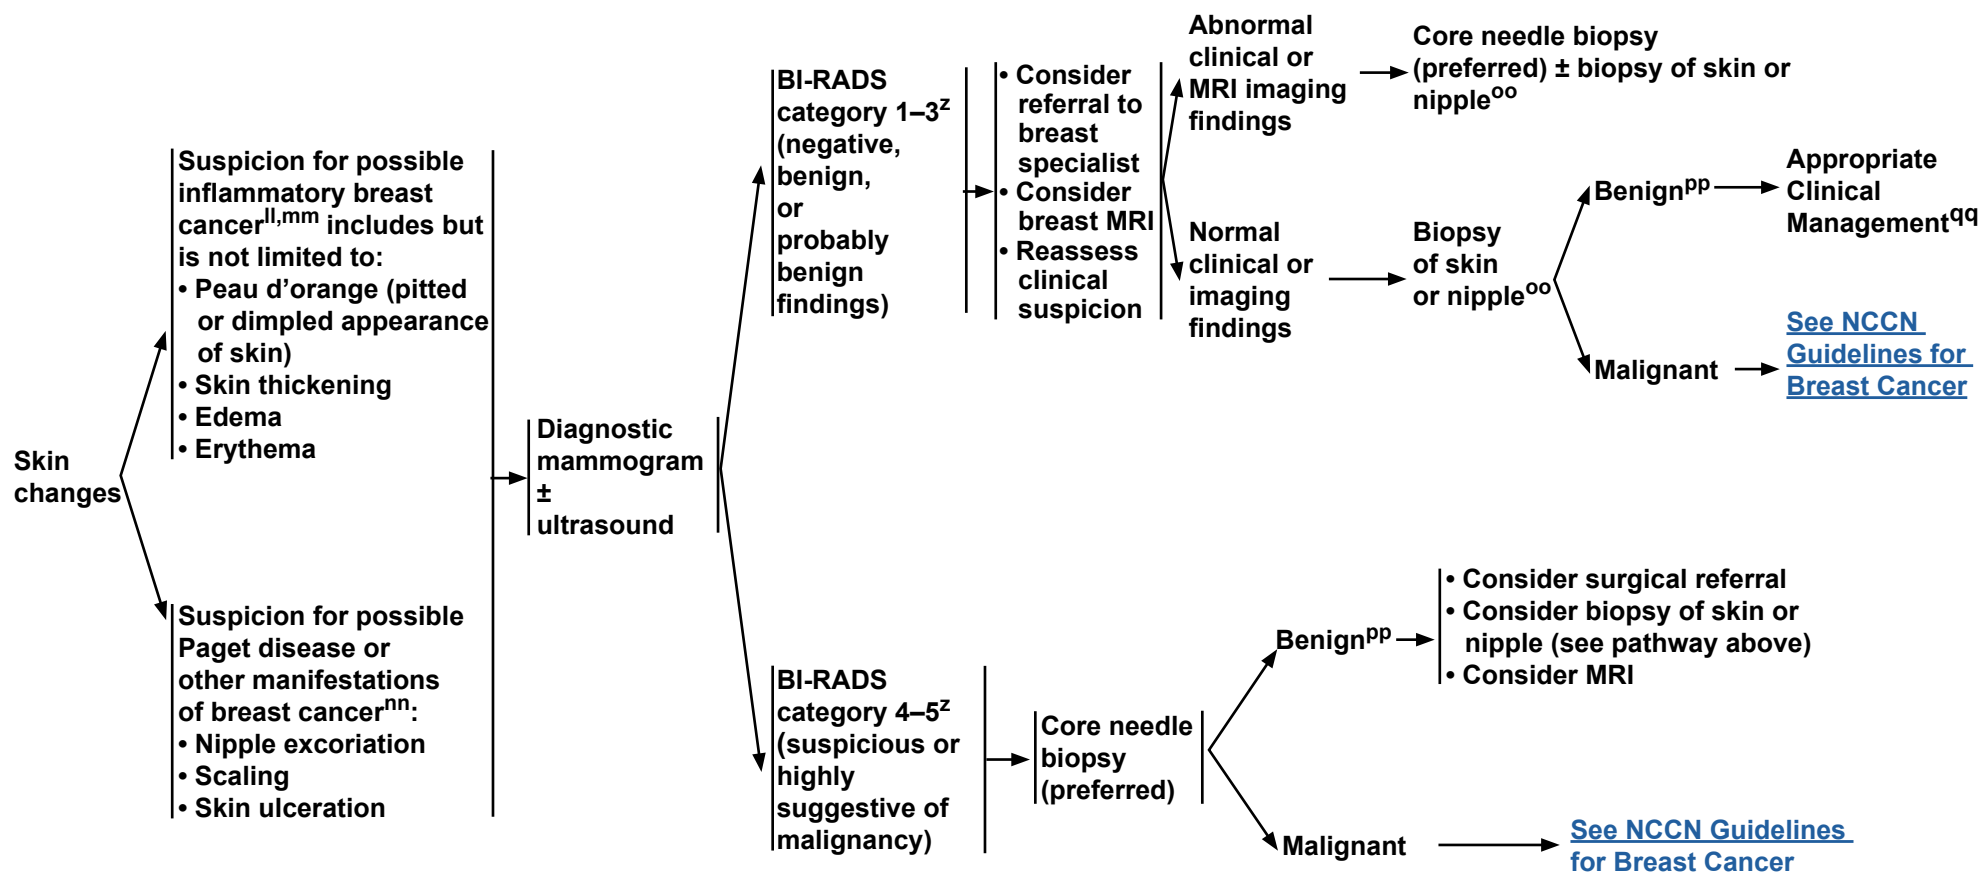 Skin
changes
Suspicion for possible
inflammatory breast
cancerll,mm includes but
is not limited to:
• Peau d’orange (pitted
or dimpled appearance
of skin)
• Skin thickening
• Edema
• Erythema
Suspicion for possible
Paget disease or
other manifestations
of breast cancernn:
• Nipple excoriation
• Scaling
• Skin ulceration
Diagnostic
mammogram
±
ultrasound
BI-RADS
category 1–3z
(negative,
benign,
or
probably
benign
findings)
• Consider
referral to
breast
specialist
• Consider
breast MRI
• Reassess
clinical
suspicion
Abnormal
clinical or
MRI imaging
findings
Core needle biopsy
(preferred) ± biopsy of skin or
nippleoo
Normal
clinical or
imaging
findings
Biopsy
of skin
or nippleoo
Benignpp
Appropriate
Clinical
Managementqq
Malignant
See NCCN
Guidelines for
Breast Cancer
BI-RADS
category 4–5z
(suspicious or
highly
suggestive of
malignancy)
Core needle
biopsy
(preferred)
Benignpp
• Consider surgical referral
• Consider biopsy of skin or
nipple (see pathway above)
• Consider MRI
Malignant
See NCCN Guidelines
for Breast Cancer